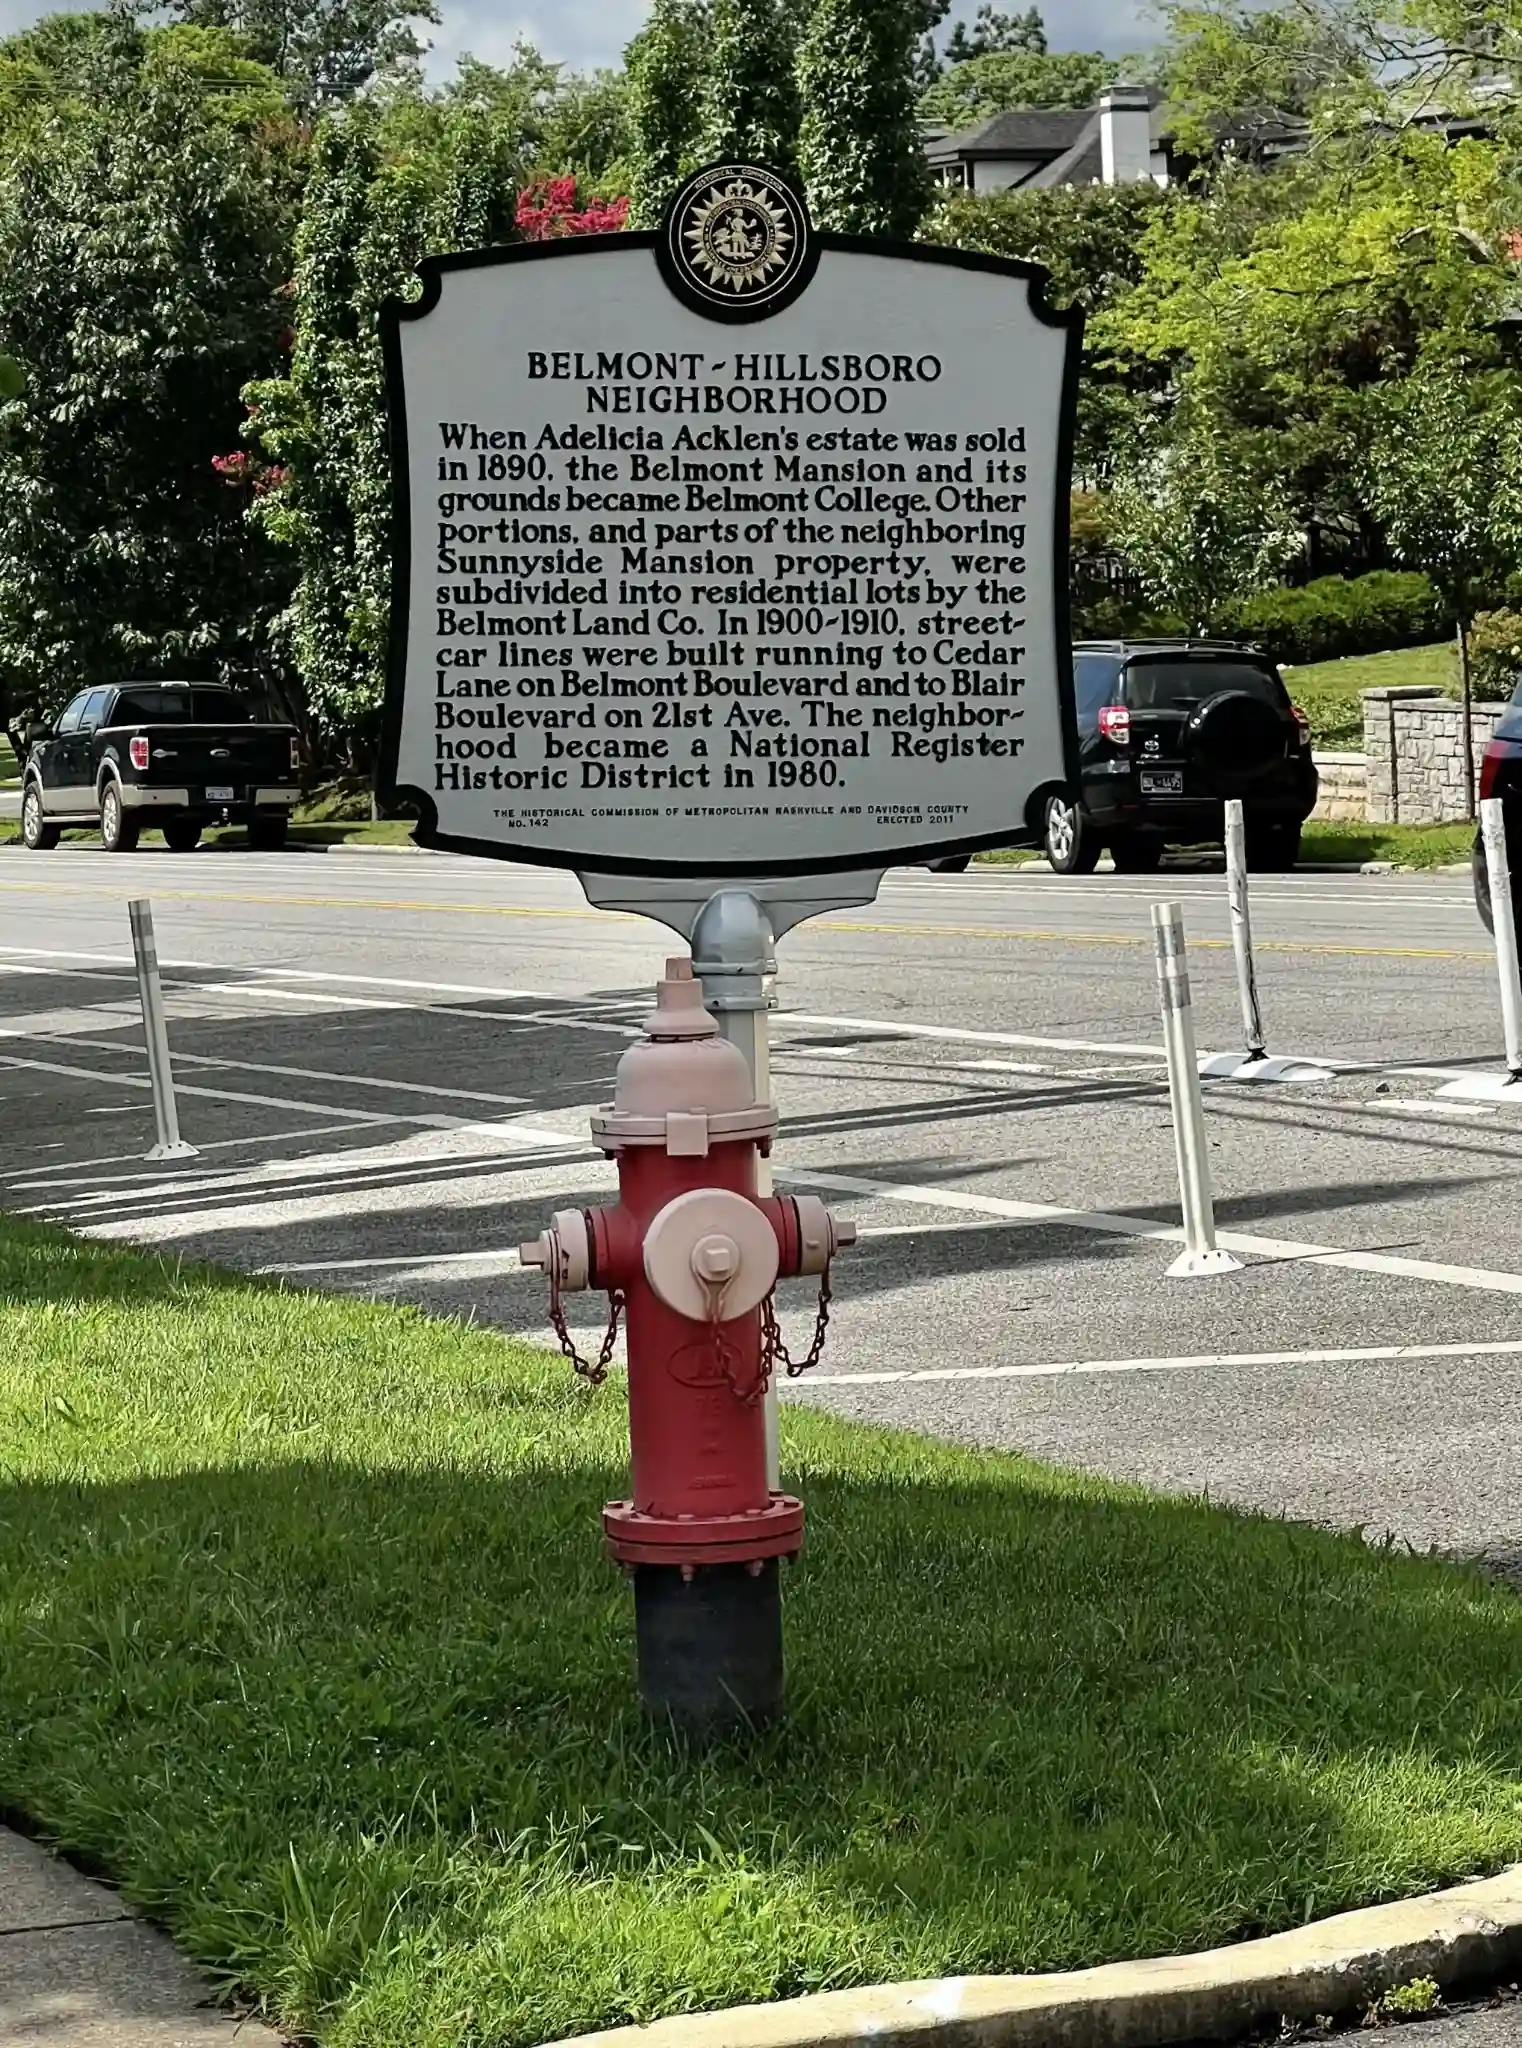 HISTORICAL COMMISSION
BELMONT~HILLSBORO
NEIGHBORHOOD
When Adelicia Acklen's estate was sold
in 1890, the Belmont Mansion and its
grounds became Belmont College. Other
portions, and parts of the neighboring
Sunnyside Mansion property, were
subdivided into residential lots by the
Belmont Land Co. In 1900~1910, street-
car lines were built running to Cedar
Lane on Belmont Boulevard and to Blair
Boulevard on 21st Ave. The neighbor-
hood became a National Register
Historic District in 1980.
THE HISTORICAL COMMISSION OF METROPOLITAN NASHVILLE AND DAVIDSON COUNTY
NO. 142 ERECTED 2011